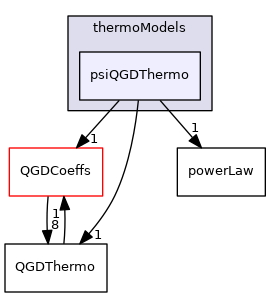 thermoModels
psiQGDThermo
1
1
QGDCoeffs
powerLaw
1
8
1
QGDThermo